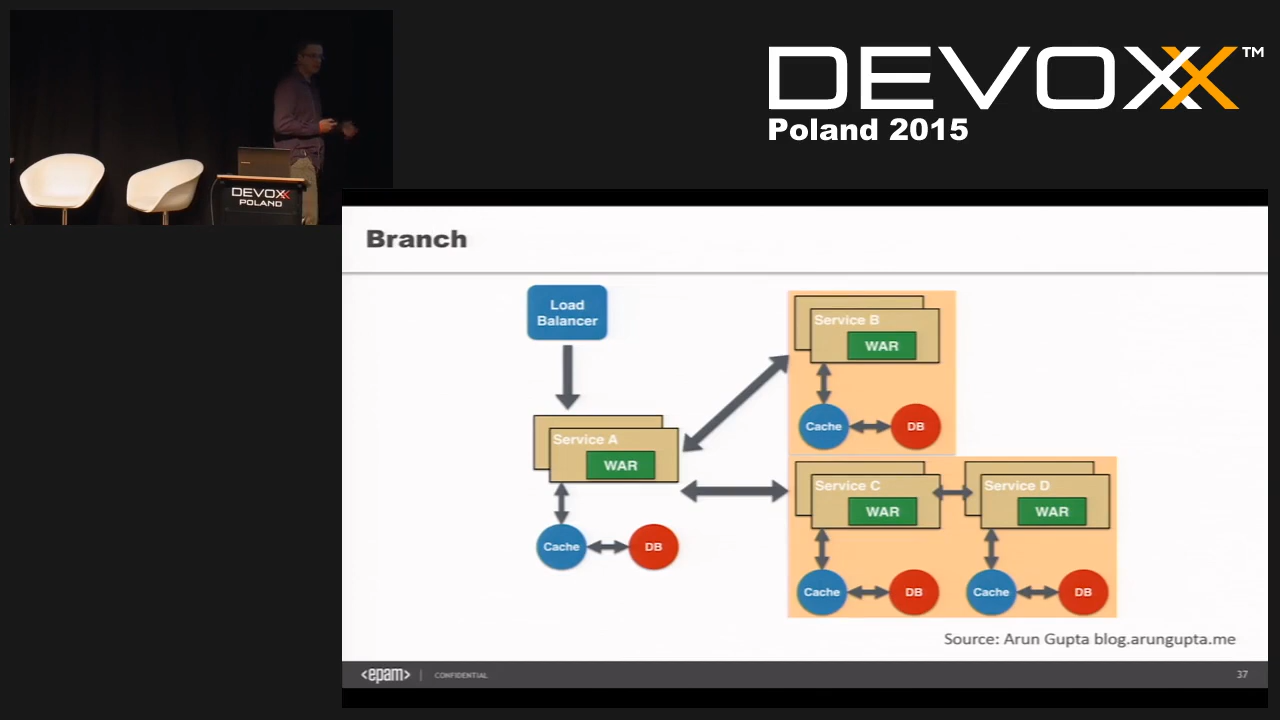 DEVOXX™
Poland 2015
DEVOXX
POLAND
Branch
Load
Balancer
Service A
WAR
Cache
DB
Service B
WAR
Cache
DB
Service C
WAR
Cache
DB
Service D
WAR
Cache
DB
Source: Arun Gupta blog.arungupta.me
<epam> | CONFIDENTIAL
37